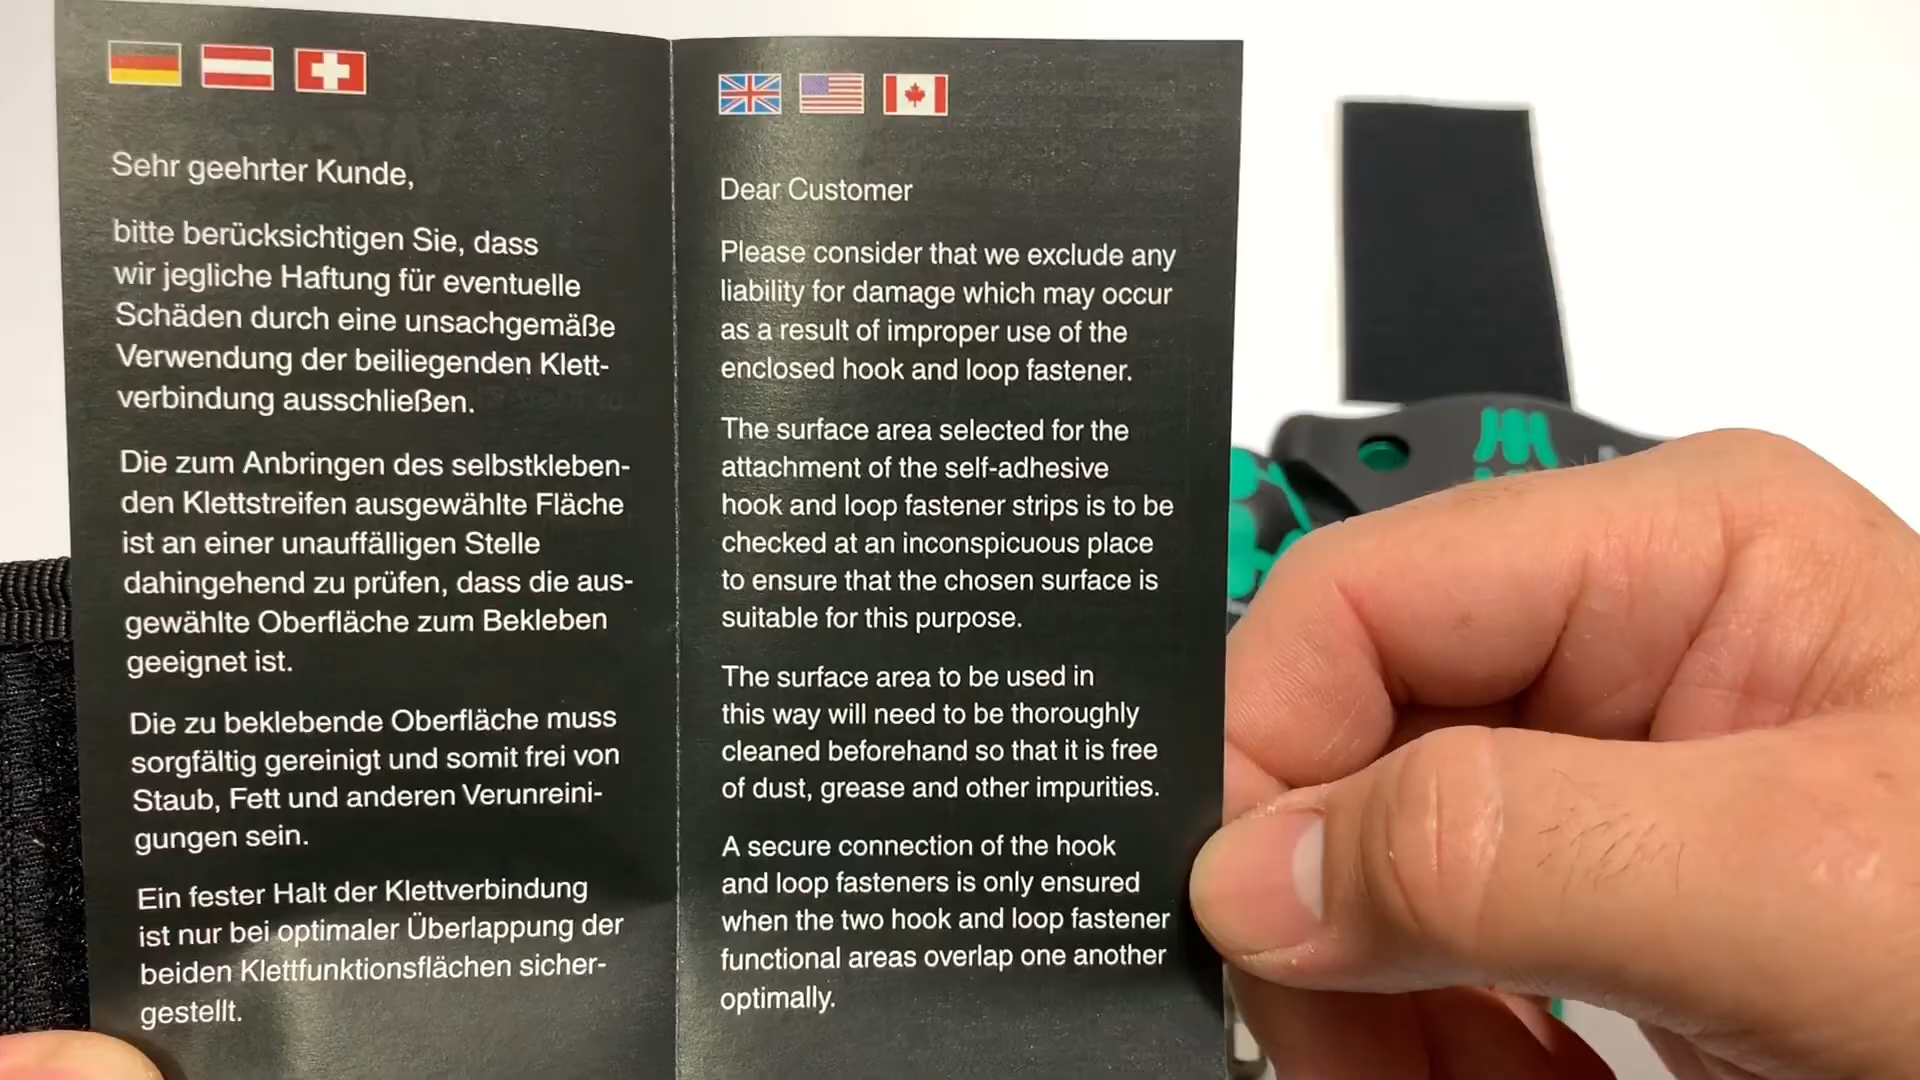 Sehr geehrter Kunde,
bitte berücksichtigen Sie, dass
wir jegliche Haftung für eventuelle
Schäden durch eine unsachgemäße
Verwendung der beiliegenden Klett-
verbindung ausschließen.
Die zum Anbringen des selbstkleben-
den Klettstreifen ausgewählte Fläche
ist an einer unauffälligen Stelle
dahingehend zu prüfen, dass die aus-
gewählte Oberfläche zum Bekleben
geeignet ist.
Die zu beklebende Oberfläche muss
sorgfältig gereinigt und somit frei von
Staub, Fett und anderen Verunreini-
gungen sein.
Ein fester Halt der Klettverbindung
ist nur bei optimaler Überlappung der
beiden Klettfunktionsflächen sicher-
gestellt.
Dear Customer
Please consider that we exclude any
liability for damage which may occur
as a result of improper use of the
enclosed hook and loop fastener.
The surface area selected for the
attachment of the self-adhesive
hook and loop fastener strips is to be
checked at an inconspicuous place
to ensure that the chosen surface is
suitable for this purpose.
The surface area to be used in
this way will need to be thoroughly
cleaned beforehand so that it is free
of dust, grease and other impurities.
A secure connection of the hook
and loop fasteners is only ensured
when the two hook and loop fastener
functional areas overlap one another
optimally.